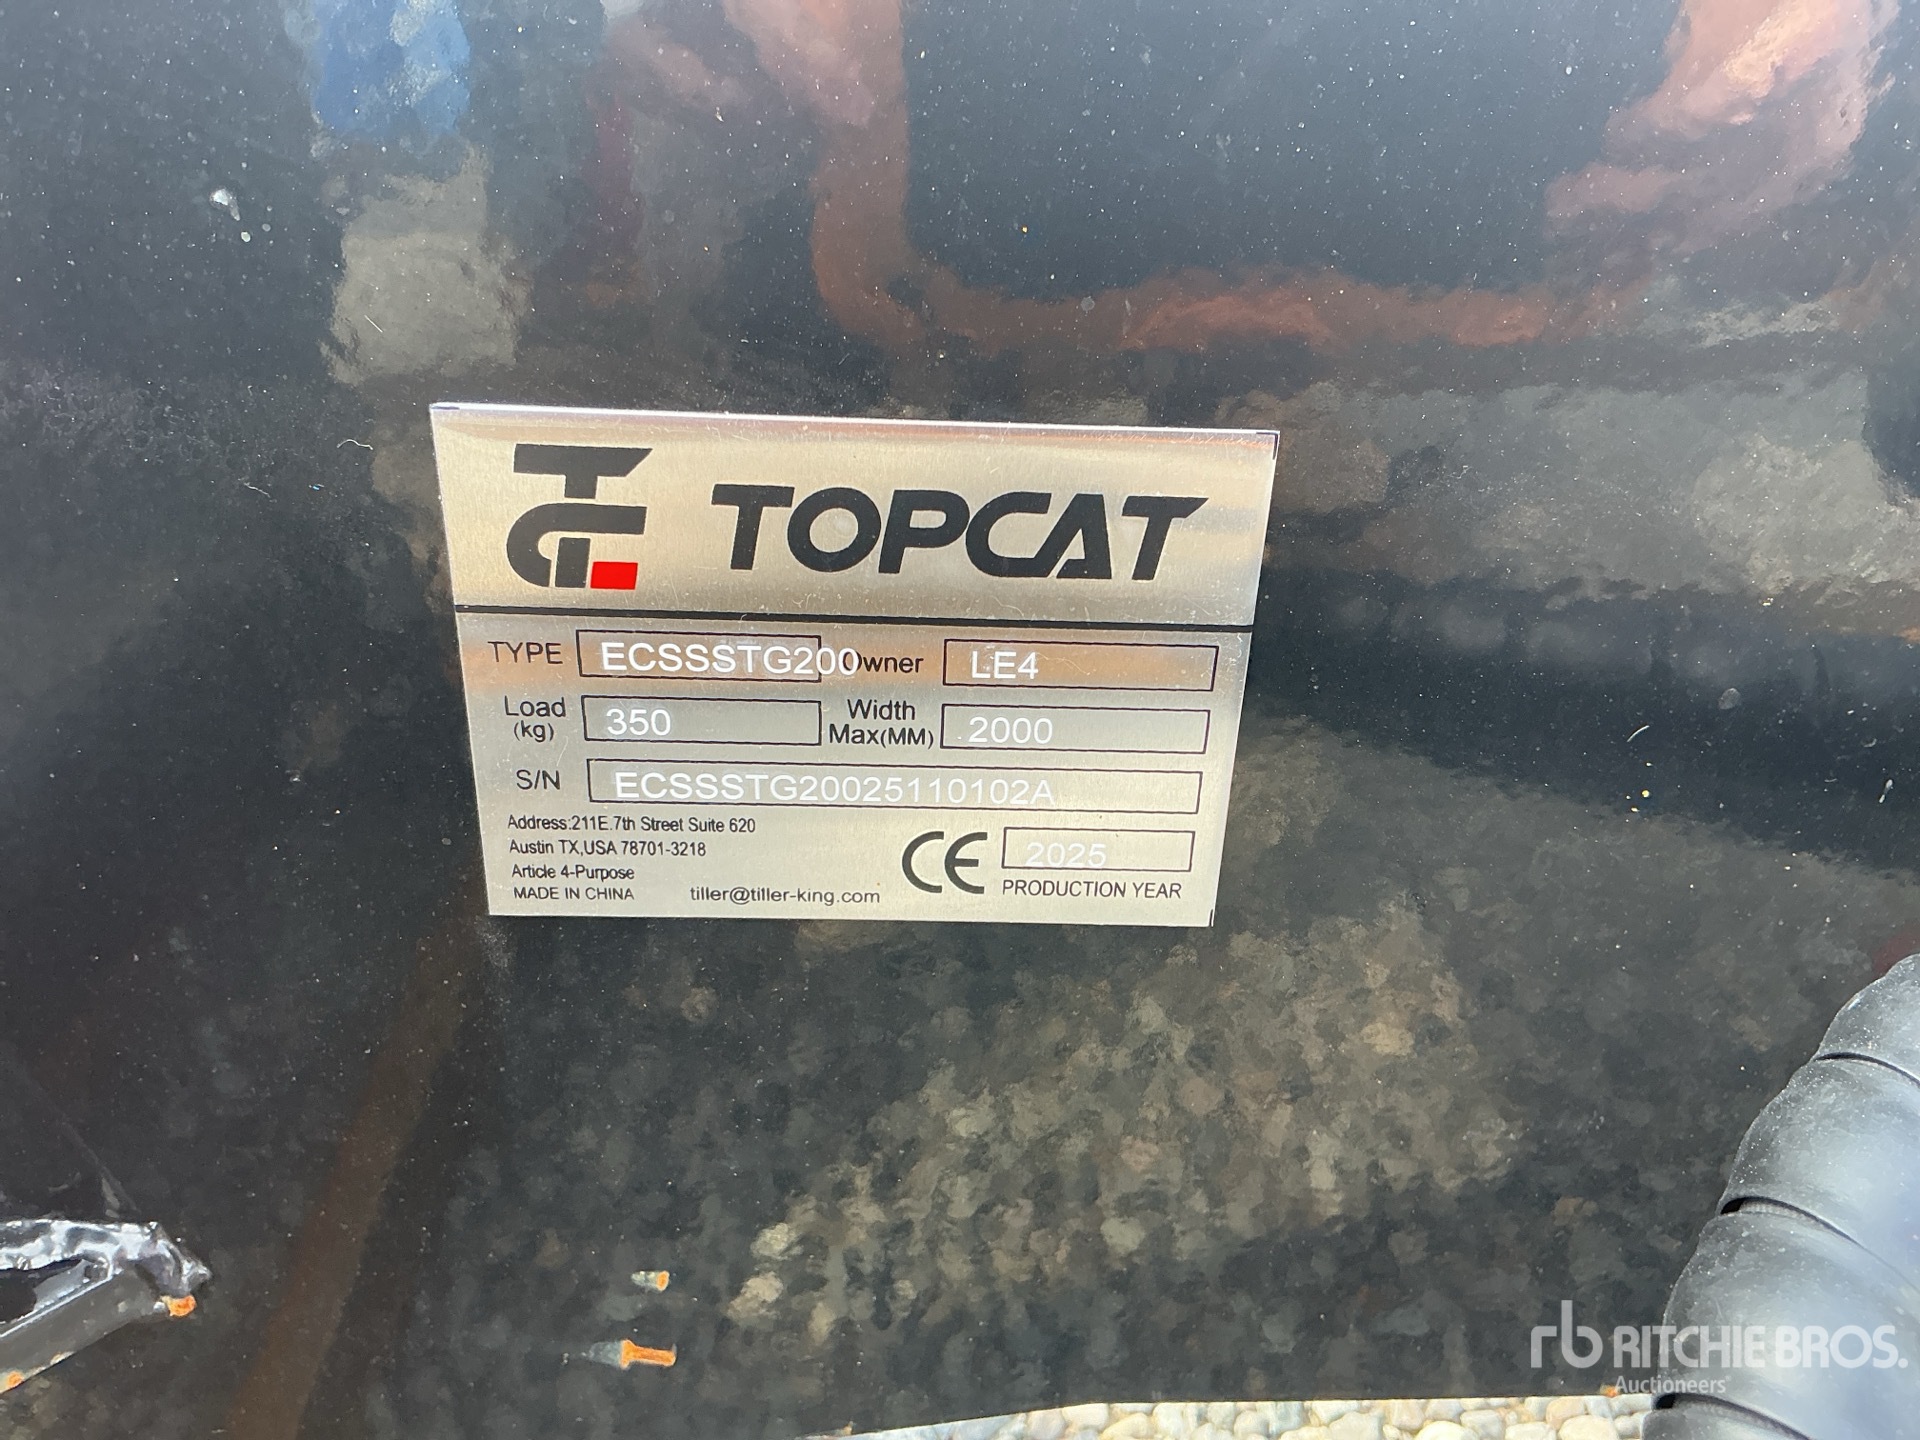 TOPCAT
TYPE ECSSSTG200 Owner LE4
Load (kg) 350 Width Max(MM) 2000
S/N ECSSSTG20025110102A
Address:211E.7th Street Suite 620
Austin TX,USA 78701-3218
Article 4-Purpose
MADE IN CHINA tiller@tiller-king.com
CE 2025
PRODUCTION YEAR
rb RITCHIE BROS.
Auctioneers